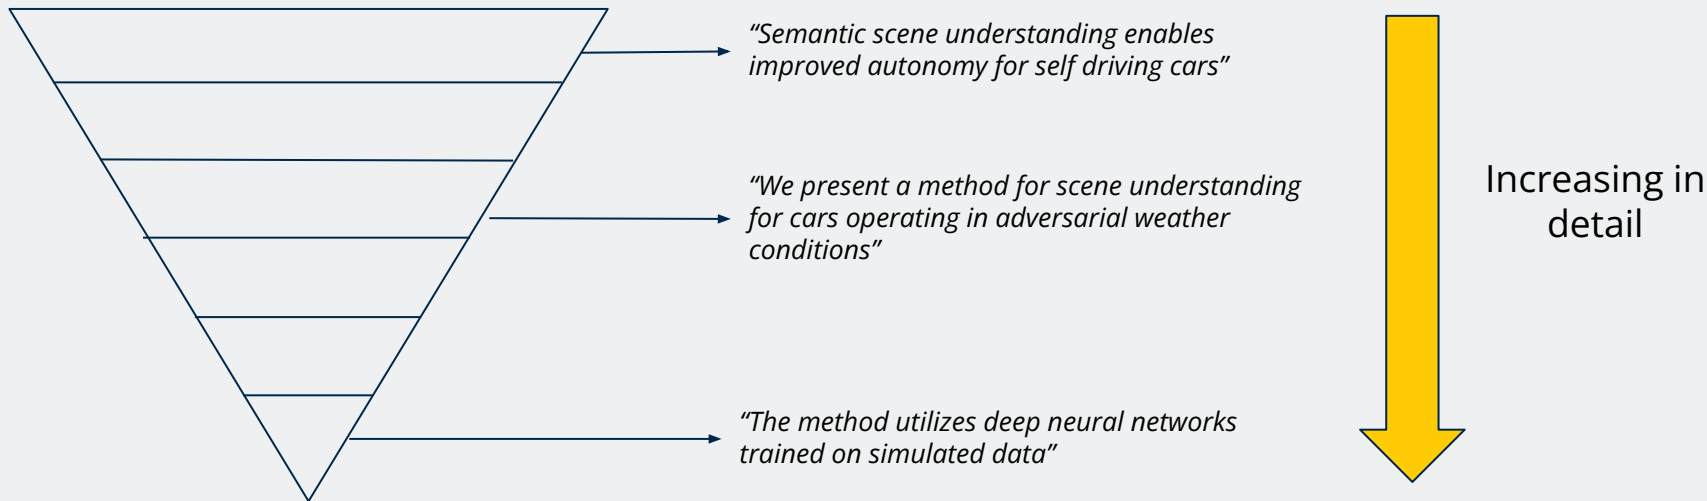 “Semantic scene understanding enables
improved autonomy for self driving cars”
“We present a method for scene understanding
for cars operating in adversarial weather
conditions”
“The method utilizes deep neural networks
trained on simulated data”
Increasing in
detail